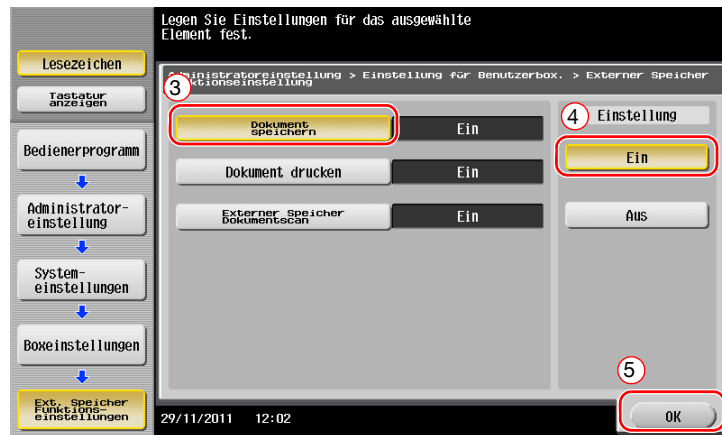 Legen Sie Einstellungen für das ausgewählte
Element fest.
Lesezeichen
Tastatur
anzeigen
Bedienerprogramm
Administrator-
einstellung
System-
einstellungen
Boxeinstellungen
Ext. Speicher
Funktions-
einstellungen
Administratoreinstellung > Einstellung für Benutzerbox. > Externer Speicher
Funktionseinstellung
3
Dokument
speichern
Ein
Dokument drucken
Ein
Externer Speicher
Dokumentscan
Ein
4
Einstellung
Ein
Aus
5
29/11/2011 12:02
OK